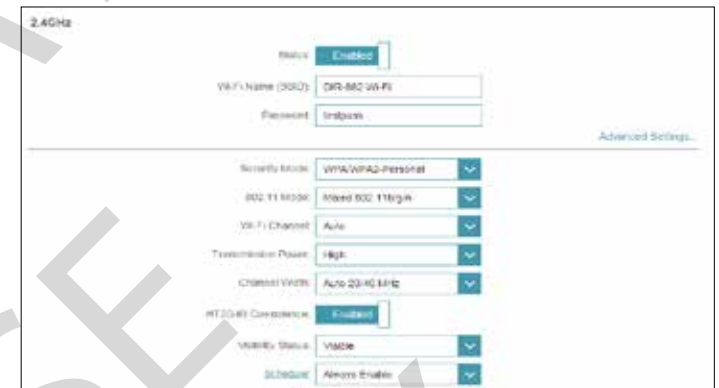 2.4GHz
Status: Enabled
Wi-Fi Name (SSID): DIR-882 Wi-Fi
Password:
Advanced Settings...
Security Mode: WPA/WPA2-Personal
802.11 Mode: Mixed 802.11b/g/n
Wi-Fi Channel: Auto
Transmission Power: High
Channel Width: Auto 20/40 MHz
HT20/40 Coexistence: Enabled
Visibility Status: Visible
Schedule: Always Enable